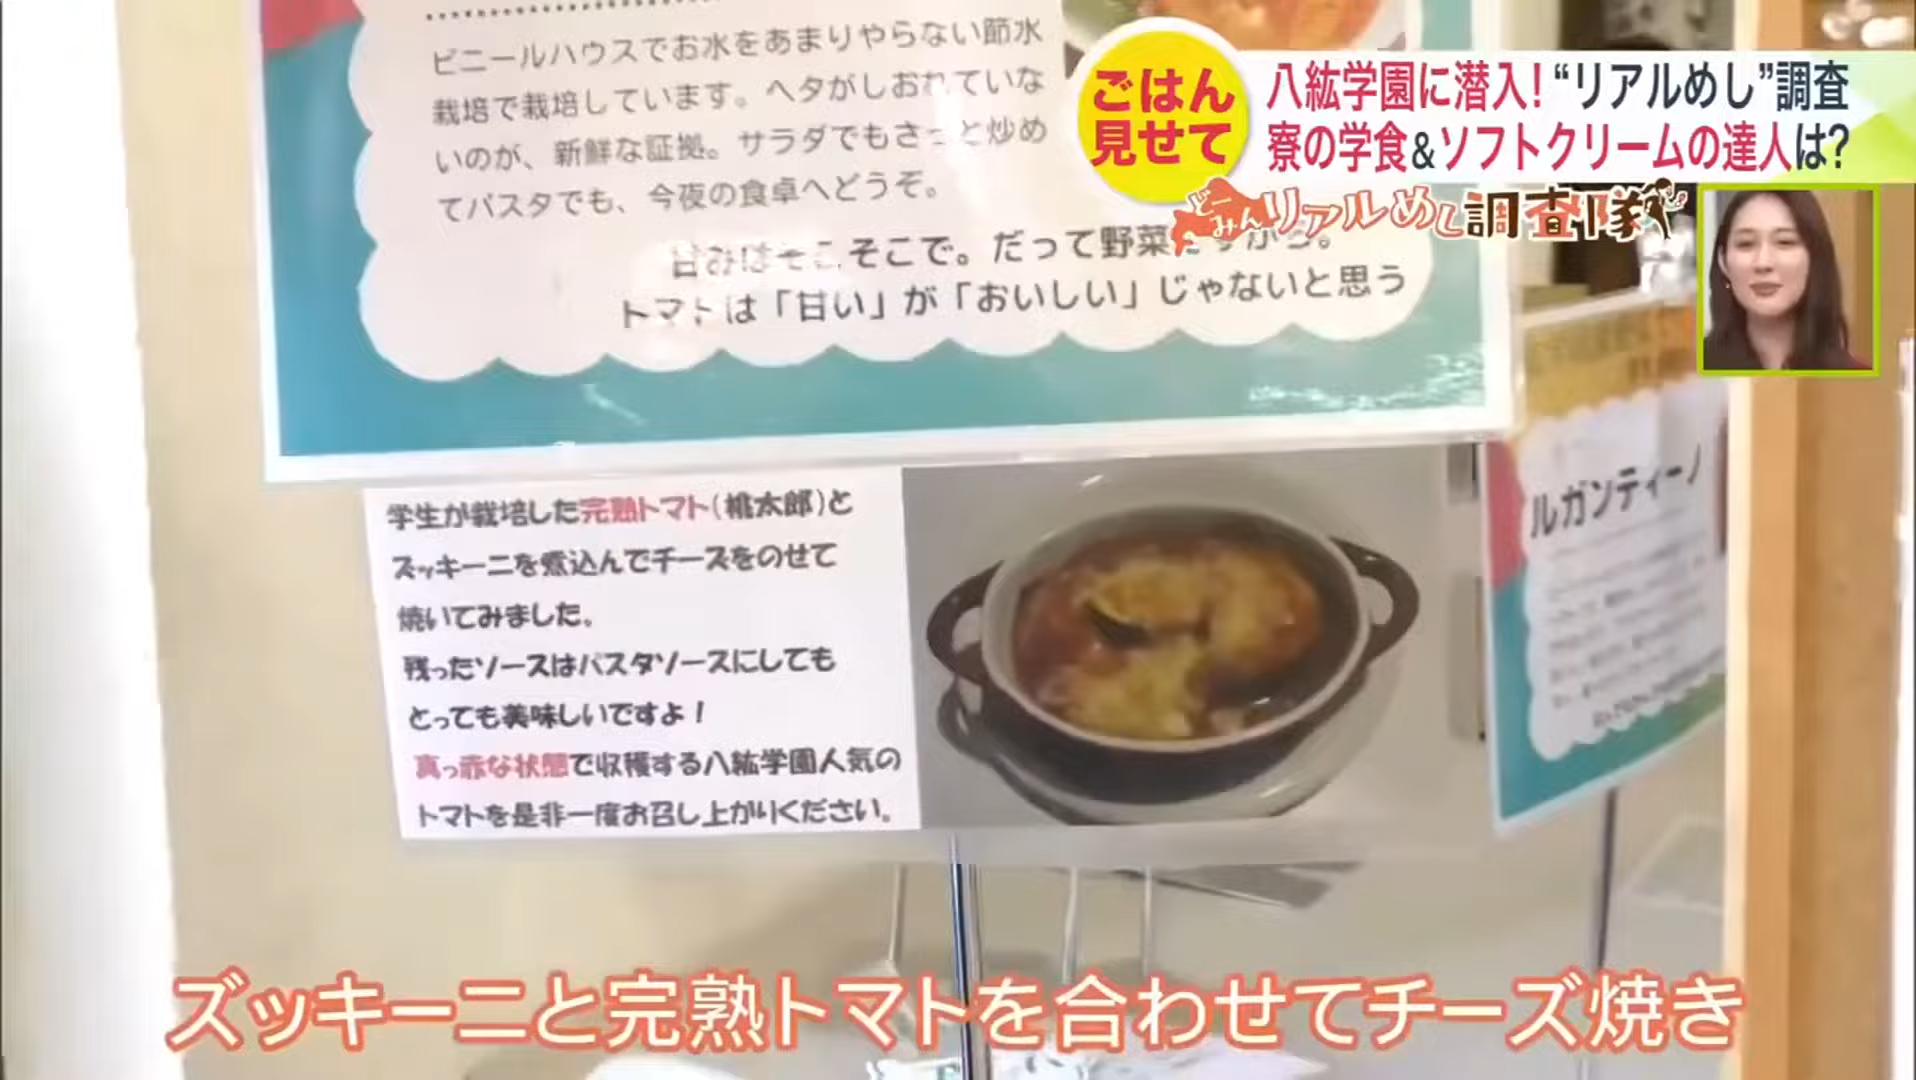 ビニールハウスでお水をあまりやらない節水
栽培で栽培しています。ヘタがしおれていな
いのが、新鮮な証拠。サラダでもさっと炒め
てパスタでも、今夜の食卓へどうぞ。
甘みはそこそこで。だって野菜ですから。
トマトは「甘い」が「おいしい」じゃないと思う
ごはん
見せて
八紘学園に潜入!“リアルめし”調査
寮の学食&ソフトクリームの達人は?
どーみんリアルめし調査隊
学生が栽培した完熟トマト(桃太郎)と
ズッキーニを煮込んでチーズをのせて
焼いてみました。
残ったソースはパスタソースにしても
とっても美味しいですよ!
真っ赤な状態で収穫する八紘学園人気の
トマトを是非一度お召し上がりください。
ルガンティーノ
ズッキーニと完熟トマトを合わせてチーズ焼き